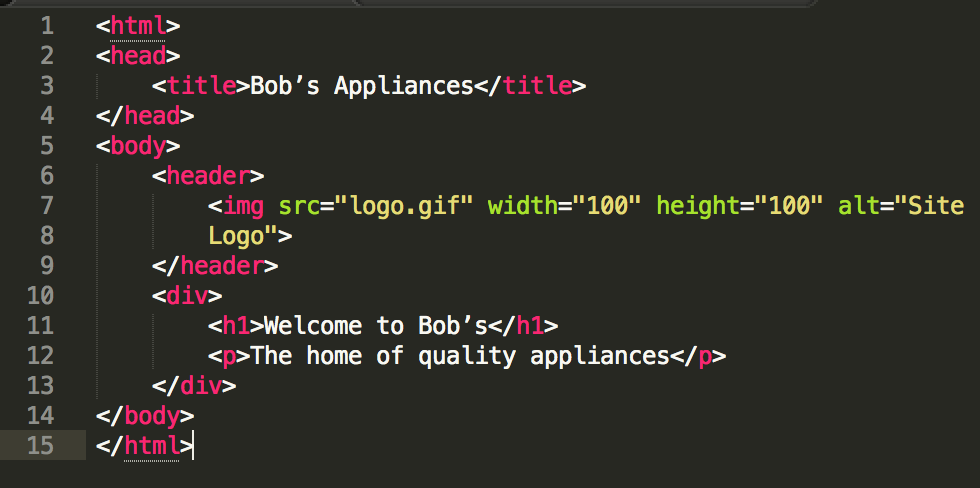 1 <html>
2 <head>
3     <title>Bob’s Appliances</title>
4 </head>
5 <body>
6     <header>
7         <img src="logo.gif" width="100" height="100" alt="Site
8         Logo">
9     </header>
10     <div>
11         <h1>Welcome to Bob’s</h1>
12         <p>The home of quality appliances</p>
13     </div>
14 </body>
15 </html>